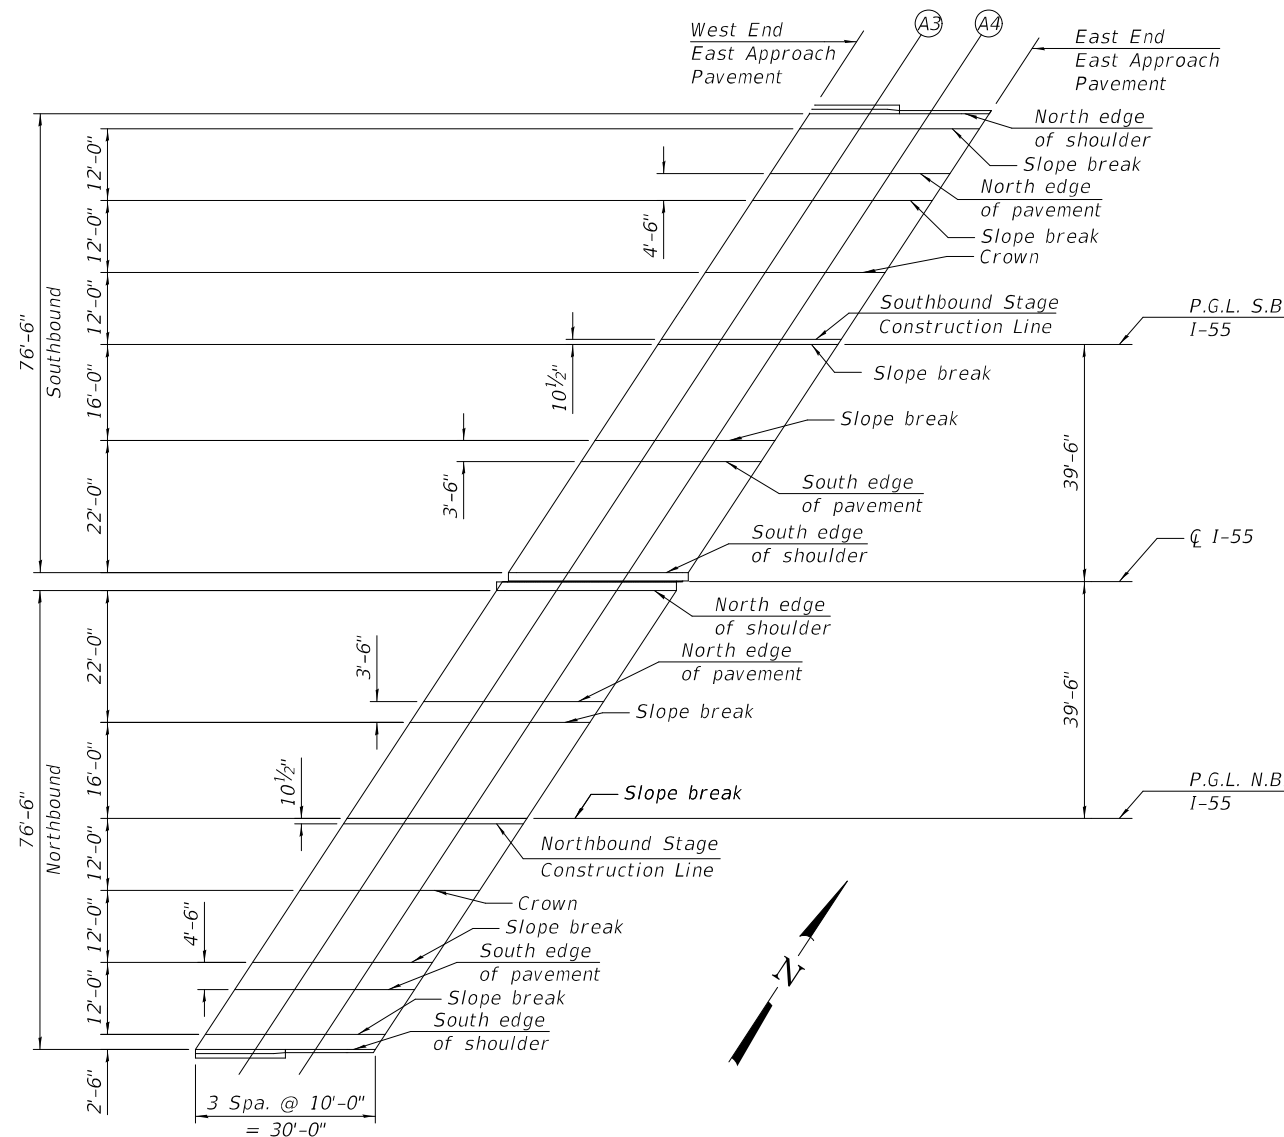 West End
East Approach
Pavement
A3
A4
East End
East Approach
Pavement
North edge
of shoulder
Slope break
North edge
of pavement
Slope break
Crown
Southbound Stage
Construction Line
P.G.L. S.B
I-55
Slope break
Slope break
South edge
of pavement
South edge
of shoulder
℄ I-55
North edge
of shoulder
North edge
of pavement
Slope break
Slope break
P.G.L. N.B
I-55
Northbound Stage
Construction Line
Crown
Slope break
South edge
of pavement
Slope break
South edge
of shoulder
76'-6"
Southbound
12'-0"
12'-0"
12'-0"
16'-0"
22'-0"
4'-6"
10½"
3'-6"
39'-6"
39'-6"
76'-6"
Northbound
22'-0"
16'-0"
12'-0"
12'-0"
12'-0"
2'-6"
3'-6"
10½"
4'-6"
N
3 Spa. @ 10'-0"
= 30'-0"